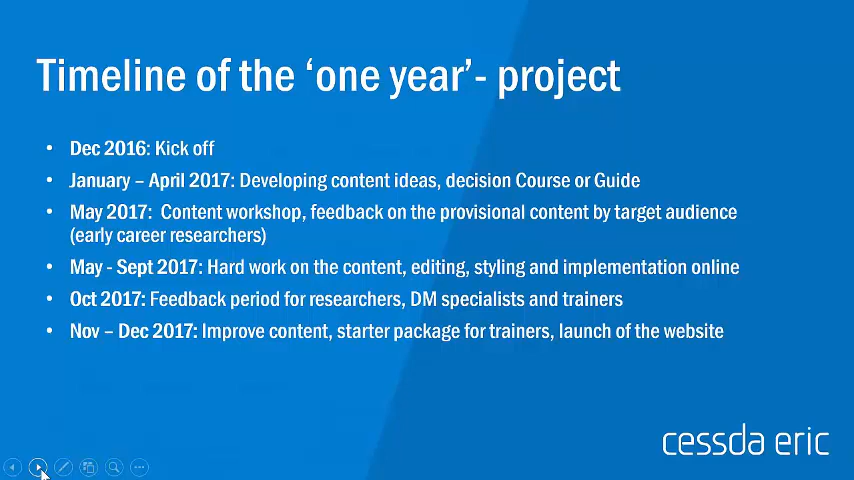 Timeline of the ‘one year’- project
• Dec 2016: Kick off
• January – April 2017: Developing content ideas, decision Course or Guide
• May 2017:  Content workshop, feedback on the provisional content by target audience
(early career researchers)
• May - Sept 2017: Hard work on the content, editing, styling and implementation online
• Oct 2017: Feedback period for researchers, DM specialists and trainers
• Nov – Dec 2017: Improve content, starter package for trainers, launch of the website
cessda eric